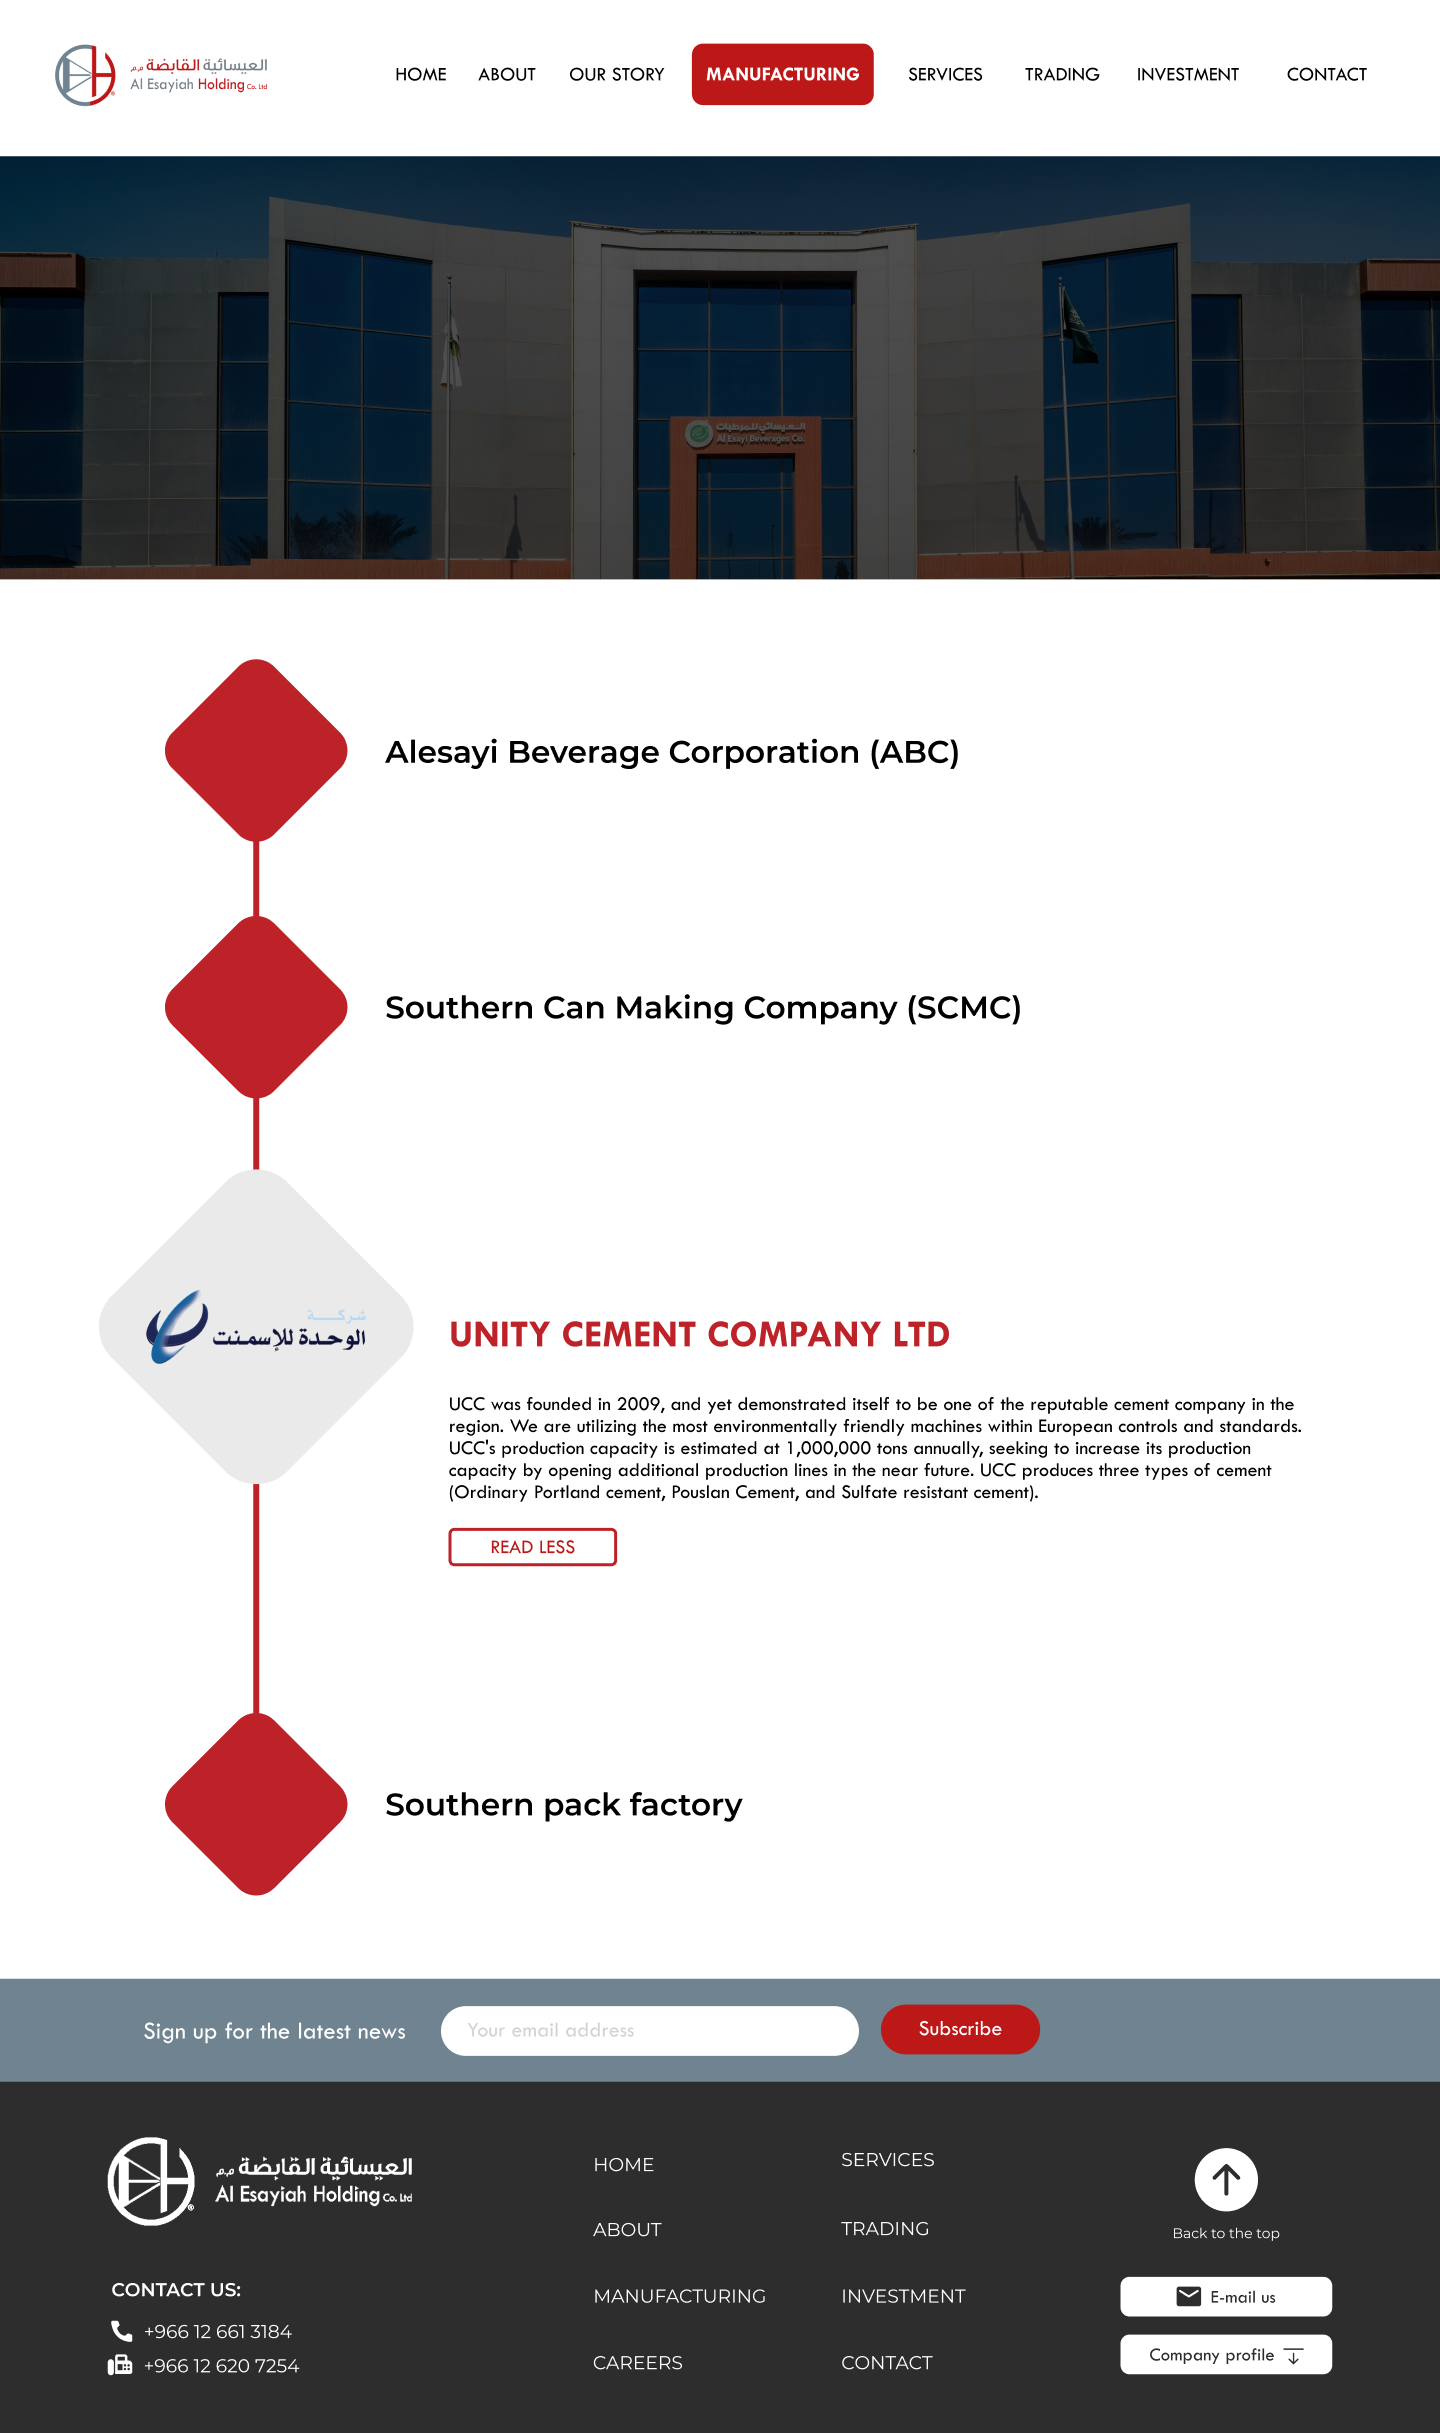 العيسائية القابضة م.م
Al Esayiah Holding Co. Ltd
HOME ABOUT OUR STORY MANUFACTURING SERVICES TRADING INVESTMENT CONTACT
العيسائي للمرطبات
Al Esayi Beverages Co.
Alesayi Beverage Corporation (ABC)
Southern Can Making Company (SCMC)
شركة
الوحدة للإسمنت
UNITY CEMENT COMPANY LTD
UCC was founded in 2009, and yet demonstrated itself to be one of the reputable cement company in the
region. We are utilizing the most environmentally friendly machines within European controls and standards.
UCC's production capacity is estimated at 1,000,000 tons annually, seeking to increase its production
capacity by opening additional production lines in the near future. UCC produces three types of cement
(Ordinary Portland cement, Pouslan Cement, and Sulfate resistant cement).
READ LESS
Southern pack factory
Sign up for the latest news
Your email address
Subscribe
العيسائية القابضة م.م
Al Esayiah Holding Co. Ltd
CONTACT US:
+966 12 661 3184
+966 12 620 7254
HOME
ABOUT
MANUFACTURING
CAREERS
SERVICES
TRADING
INVESTMENT
CONTACT
Back to the top
E-mail us
Company profile